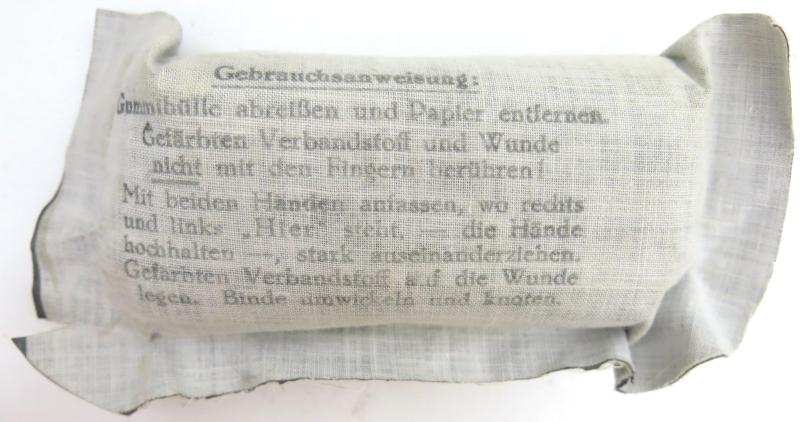 Gebrauchsanweisung:
Gummihülle abreißen und Papier entfernen.
Gefärbten Verbandstoff und Wunde
nicht mit den Fingern berühren!
Mit beiden Händen anfassen, wo rechts
und links „Hier" steht, — die Hände
hochhalten —, stark auseinanderziehen.
Gefärbten Verbandstoff auf die Wunde
legen. Binde umwickeln und knoten.